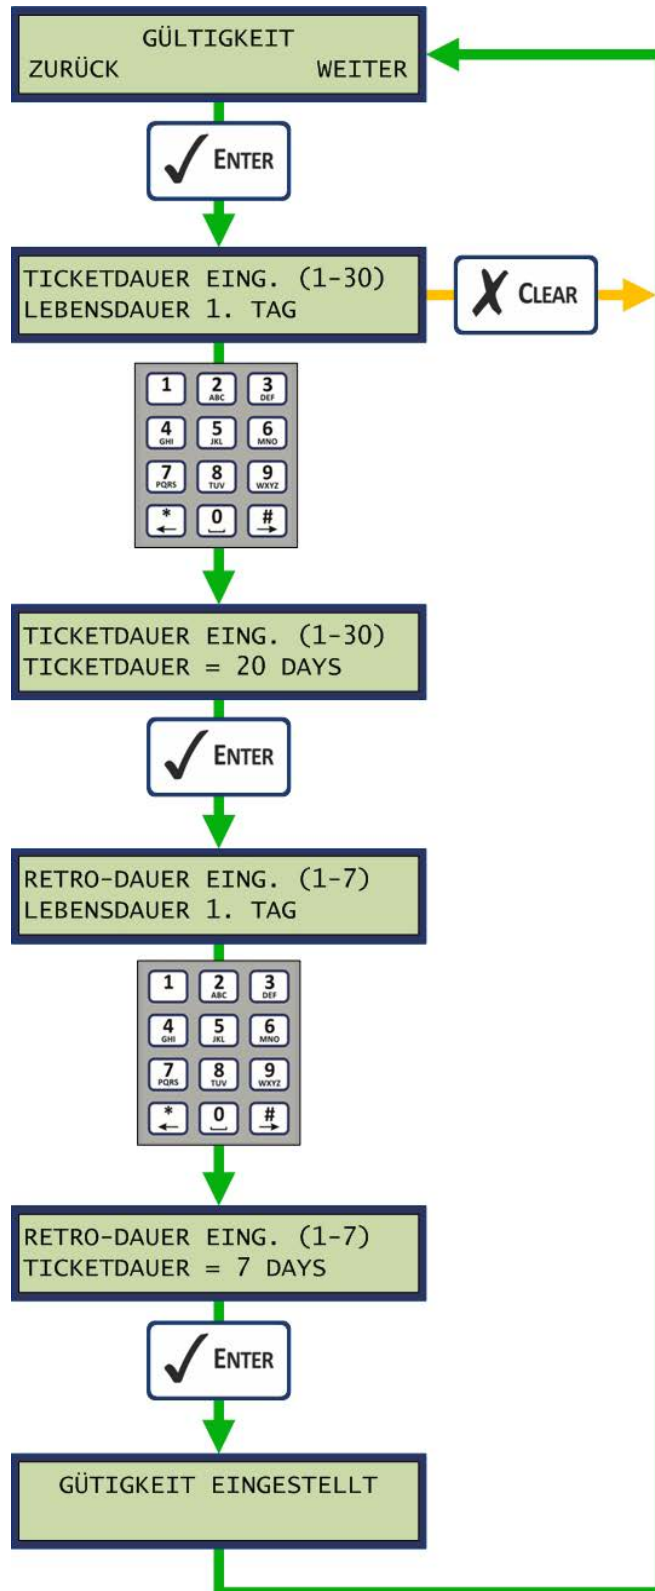 GÜLTIGKEIT
ZURÜCK WEITER
✓ ENTER
TICKETDAUER EING. (1-30)
LEBENSDAUER 1. TAG
✗ CLEAR
1 2 3
ABC DEF
4 5 6
GHI JKL MNO
7 8 9
PQRS TUV WXYZ
* 0 #
← →
TICKETDAUER EING. (1-30)
TICKETDAUER = 20 DAYS
✓ ENTER
RETRO-DAUER EING. (1-7)
LEBENSDAUER 1. TAG
1 2 3
ABC DEF
4 5 6
GHI JKL MNO
7 8 9
PQRS TUV WXYZ
* 0 #
← →
RETRO-DAUER EING. (1-7)
TICKETDAUER = 7 DAYS
✓ ENTER
GÜTIGKEIT EINGESTELLT